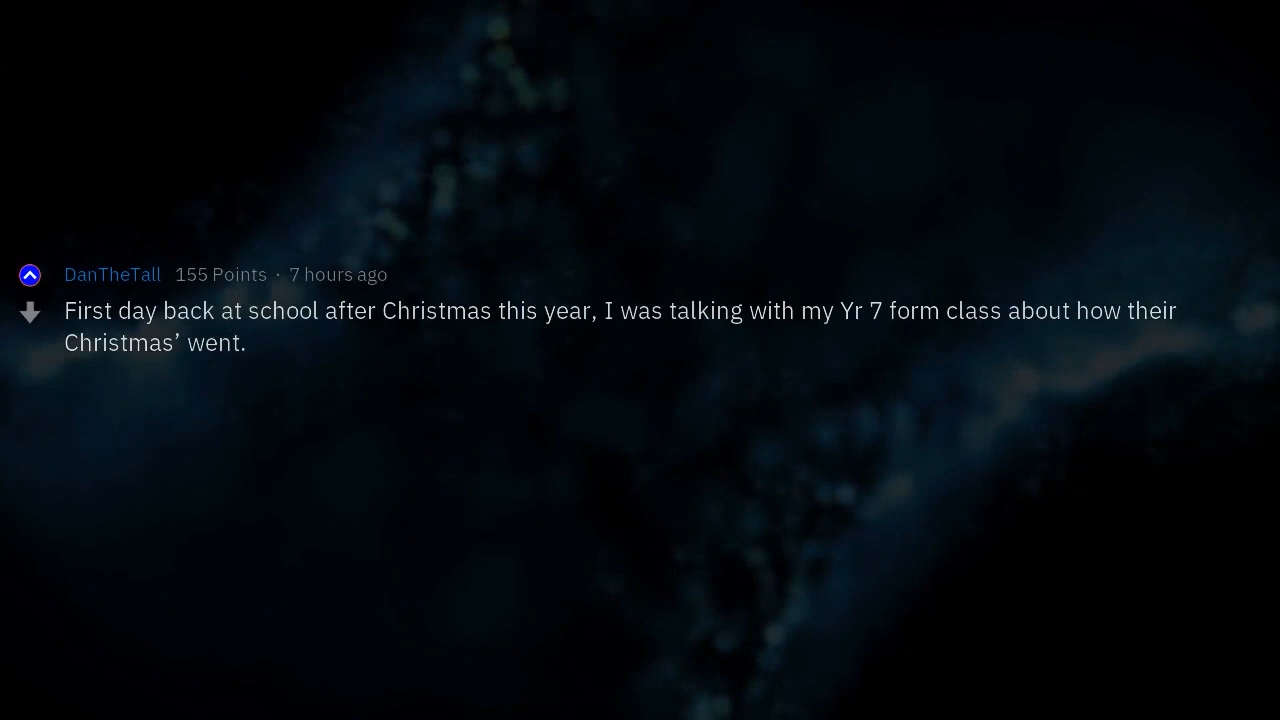 DanTheTall 155 Points · 7 hours ago
First day back at school after Christmas this year, I was talking with my Yr 7 form class about how their
Christmas’ went.